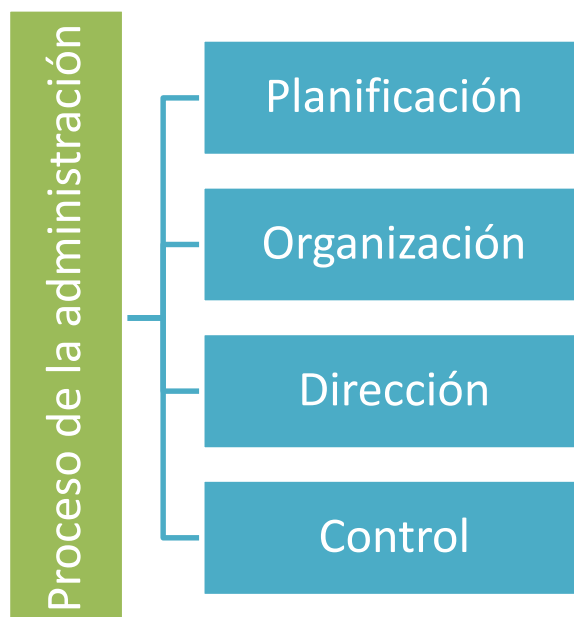 Proceso de la administración
Planificación
Organización
Dirección
Control